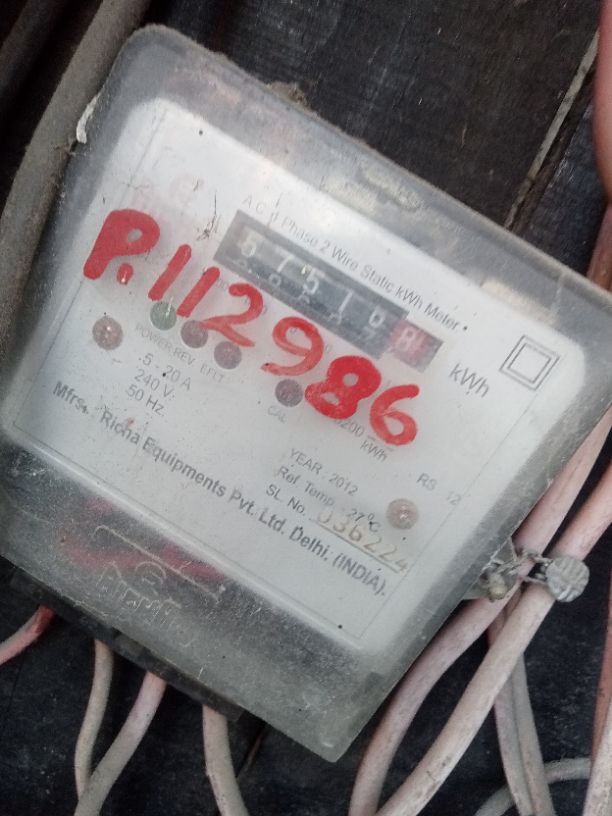 A C 1 Phase 2 Wire Static kWh Meter
kWh
P.112986
POWER REV EFLT
CAL
3200
kWh
5 - 20 A
240 V.
50 Hz
YEAR : 2012
Ref Temp : 27°C
SL. No. 036224
Mfrs. Richa Equipments Pvt. Ltd. Delhi. (INDIA).